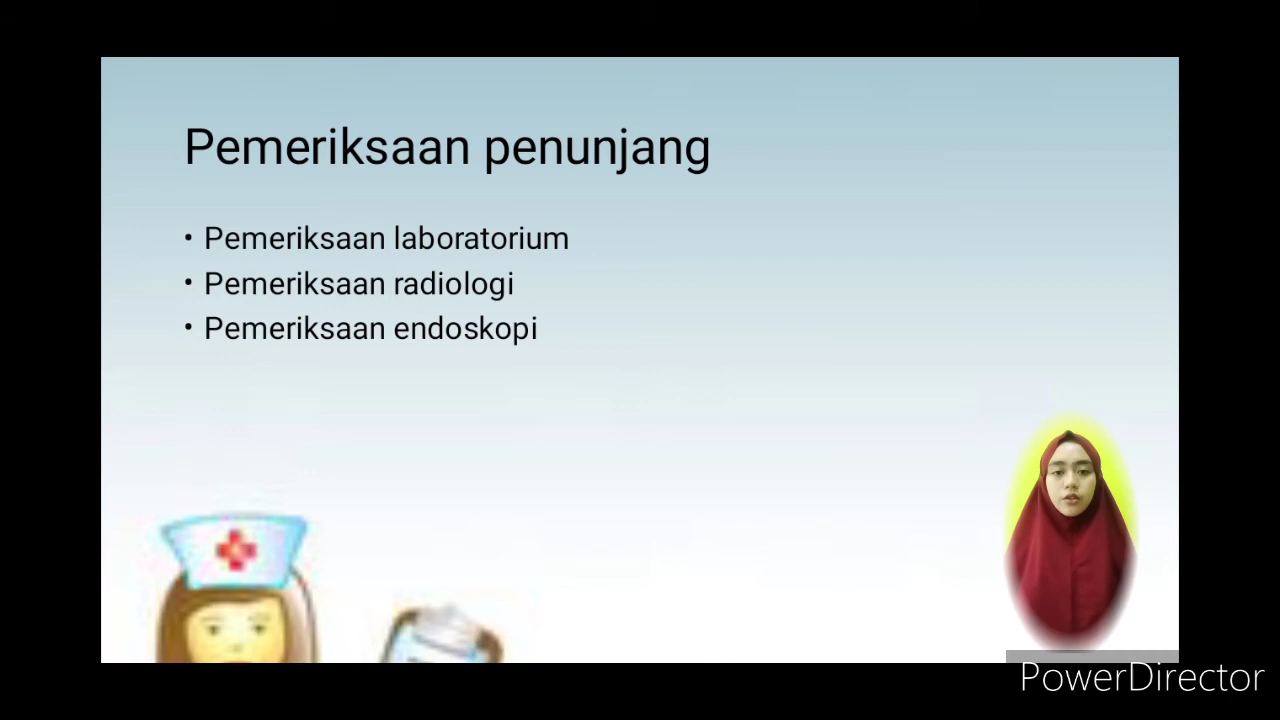 Pemeriksaan penunjang
• Pemeriksaan laboratorium
• Pemeriksaan radiologi
• Pemeriksaan endoskopi
PowerDirector